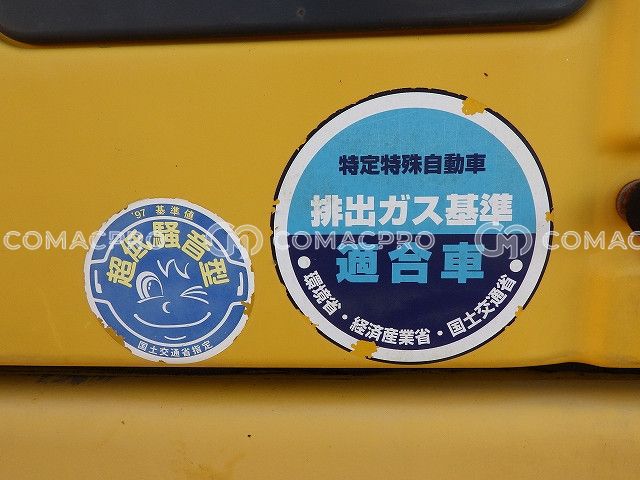 '97 基準値
超低騒音型
国土交通省指定
特定特殊自動車
排出ガス基準
適合車
・環境省・経済産業省・国土交通省・
COMACPRO COMACPRO COMACPRO